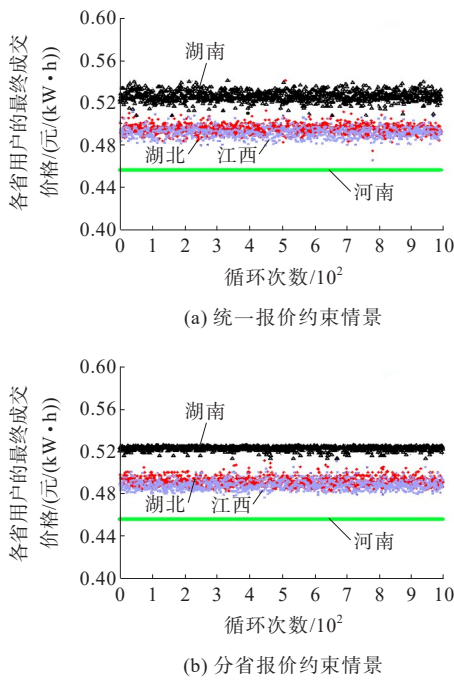 各省用户的最终成交
价格/(元/(kW·h))
0.60
0.56
0.52
0.48
0.44
0.40
湖南
湖北
江西
河南
0 1 2 3 4 5 6 7 8 9 10
循环次数/10²
(a) 统一报价约束情景
各省用户的最终成交
价格/(元/(kW·h))
0.60
0.56
0.52
0.48
0.44
0.40
湖南
湖北
江西
河南
0 1 2 3 4 5 6 7 8 9 10
循环次数/10²
(b) 分省报价约束情景